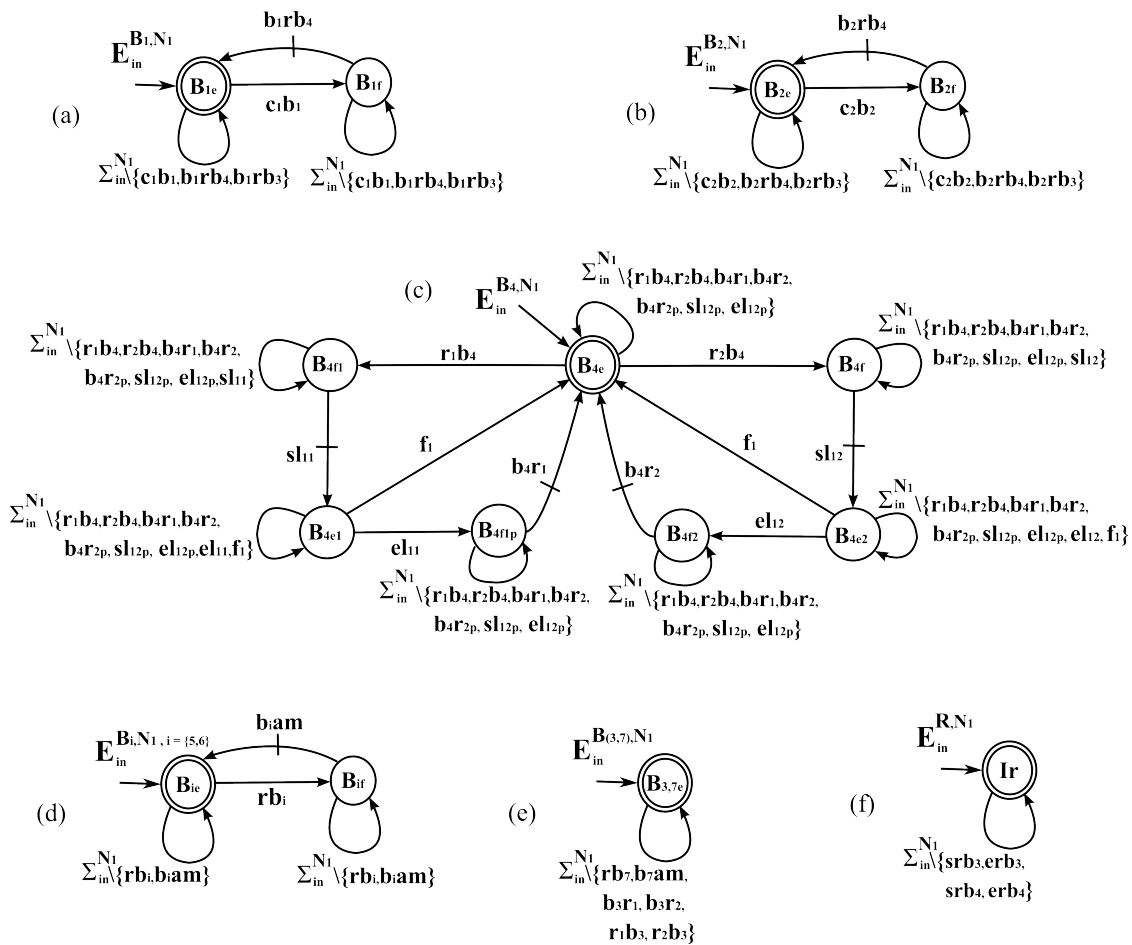 b₁rb₄
E_in^{B₁,N₁}
B₁e
B₁f
c₁b₁
(a)
Σ_in^{N₁}\{c₁b₁,b₁rb₄,b₁rb₃}
Σ_in^{N₁}\{c₁b₁,b₁rb₄,b₁rb₃}
b₂rb₄
E_in^{B₂,N₁}
B₂e
B₂f
c₂b₂
(b)
Σ_in^{N₁}\{c₂b₂,b₂rb₄,b₂rb₃}
Σ_in^{N₁}\{c₂b₂,b₂rb₄,b₂rb₃}
(c)
E_in^{B₄,N₁}
Σ_in^{N₁}\{r₁b₄,r₂b₄,b₄r₁,b₄r₂,
b₄r₂p, sl₁₂p, el₁₂p}
Σ_in^{N₁}\{r₁b₄,r₂b₄,b₄r₁,b₄r₂,
b₄r₂p, sl₁₂p, el₁₂p,sl₁₁}
B₄f₁
r₁b₄
B₄e
r₂b₄
B₄f
Σ_in^{N₁}\{r₁b₄,r₂b₄,b₄r₁,b₄r₂,
b₄r₂p, sl₁₂p, el₁₂p, sl₁₂}
sl₁₁
f₁
b₄r₁
b₄r₂
f₁
sl₁₂
Σ_in^{N₁}\{r₁b₄,r₂b₄,b₄r₁,b₄r₂,
b₄r₂p, sl₁₂p, el₁₂p,el₁₁,f₁}
B₄e₁
el₁₁
B₄f₁p
B₄f₂
el₁₂
B₄e₂
Σ_in^{N₁}\{r₁b₄,r₂b₄,b₄r₁,b₄r₂,
b₄r₂p, sl₁₂p, el₁₂p, el₁₂, f₁}
Σ_in^{N₁}\{r₁b₄,r₂b₄,b₄r₁,b₄r₂,
b₄r₂p, sl₁₂p, el₁₂p}
Σ_in^{N₁}\{r₁b₄,r₂b₄,b₄r₁,b₄r₂,
b₄r₂p, sl₁₂p, el₁₂p}
bᵢam
E_in^{Bᵢ,N₁ , i = {5,6}}
Bᵢe
Bᵢf
rbᵢ
(d)
Σ_in^{N₁}\{rbᵢ,bᵢam}
Σ_in^{N₁}\{rbᵢ,bᵢam}
E_in^{B(3,7),N₁}
B₃,₇e
(e)
Σ_in^{N₁}\{rb₇,b₇am,
b₃r₁, b₃r₂,
r₁b₃, r₂b₃}
E_in^{R,N₁}
Ir
(f)
Σ_in^{N₁}\{srb₃,erb₃,
srb₄, erb₄}